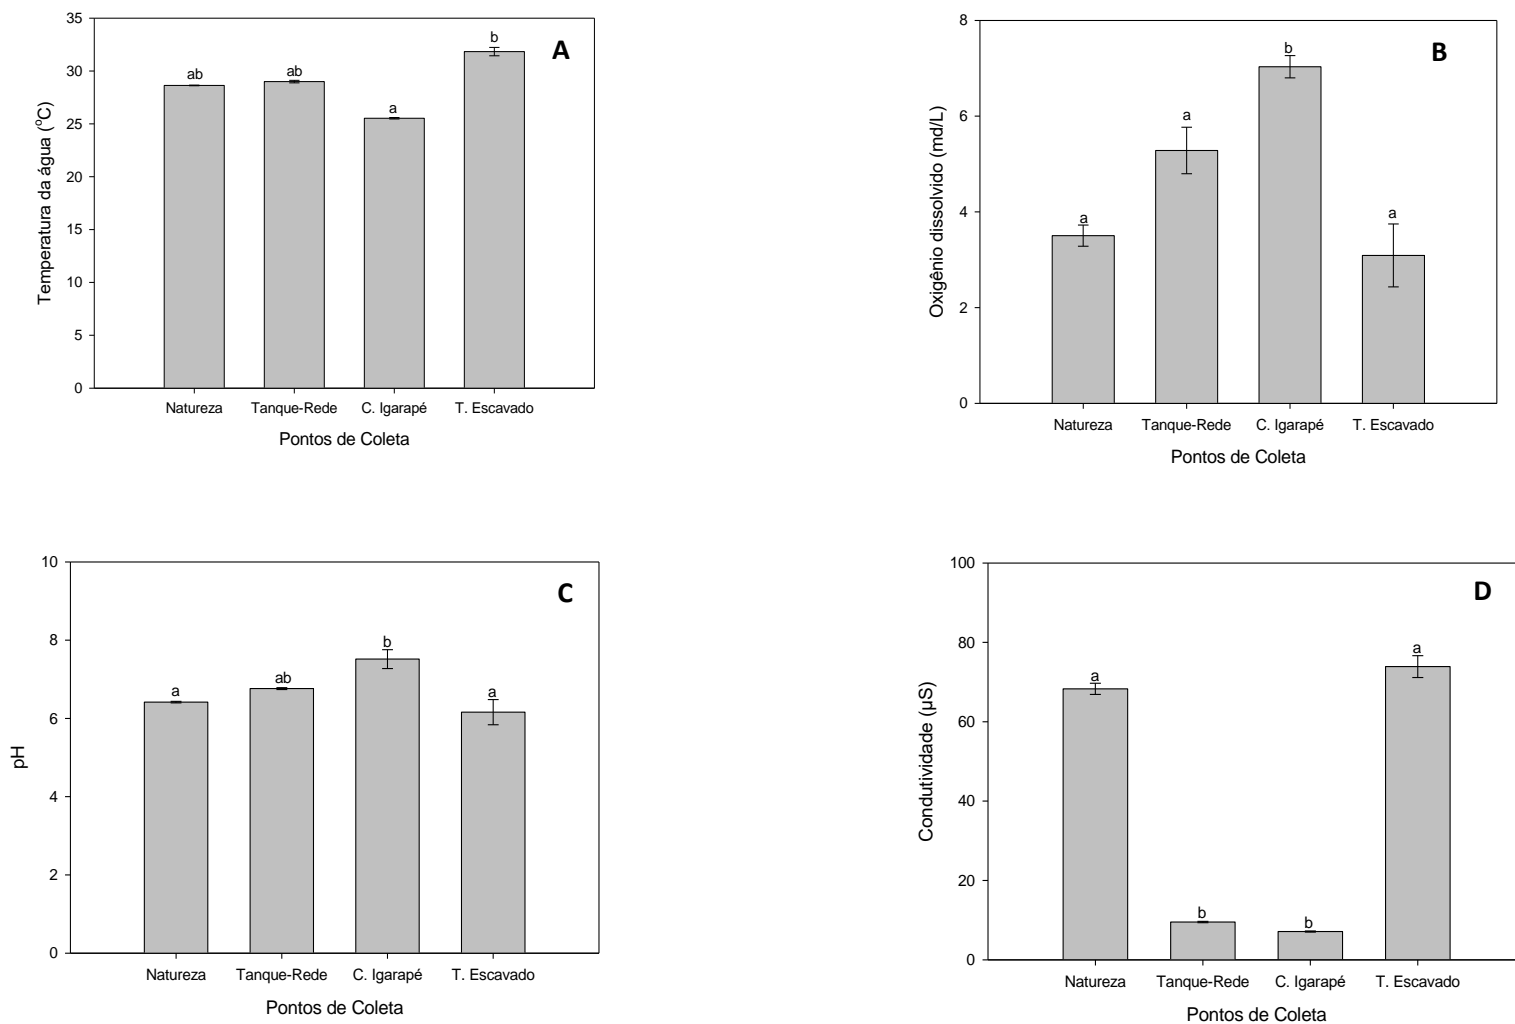 35
30
25
20
15
10
5
0
Temperatura da água (°C)
ab
ab
a
b
A
Natureza
Tanque-Rede
C. Igarapé
T. Escavado
Pontos de Coleta
8
6
4
2
0
Oxigênio dissolvido (md/L)
a
a
b
a
B
Natureza
Tanque-Rede
C. Igarapé
T. Escavado
Pontos de Coleta
10
8
6
4
2
0
pH
a
ab
b
a
C
Natureza
Tanque-Rede
C. Igarapé
T. Escavado
Pontos de Coleta
100
80
60
40
20
0
Condutividade (µS)
a
b
b
a
D
Natureza
Tanque-Rede
C. Igarapé
T. Escavado
Pontos de Coleta